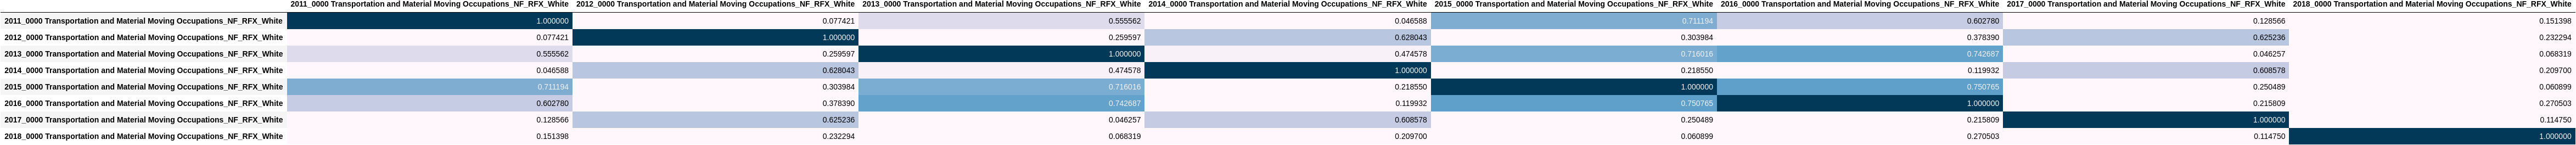 2011_0000 Transportation and Material Moving Occupations_NF_RFX_White 2012_0000 Transportation and Material Moving Occupations_NF_RFX_White 2013_0000 Transportation and Material Moving Occupations_NF_RFX_White 2014_0000 Transportation and Material Moving Occupations_NF_RFX_White 2015_0000 Transportation and Material Moving Occupations_NF_RFX_White 2016_0000 Transportation and Material Moving Occupations_NF_RFX_White 2017_0000 Transportation and Material Moving Occupations_NF_RFX_White 2018_0000 Transportation and Material Moving Occupations_NF_RFX_White
2011_0000 Transportation and Material Moving Occupations_NF_RFX_White 1.000000 0.077421 0.555562 0.046588 0.711194 0.602780 0.128566 0.151398
2012_0000 Transportation and Material Moving Occupations_NF_RFX_White 0.077421 1.000000 0.259597 0.628043 0.303984 0.378390 0.625236 0.232294
2013_0000 Transportation and Material Moving Occupations_NF_RFX_White 0.555562 0.259597 1.000000 0.474578 0.716016 0.742687 0.046257 0.068319
2014_0000 Transportation and Material Moving Occupations_NF_RFX_White 0.046588 0.628043 0.474578 1.000000 0.218550 0.119932 0.608578 0.209700
2015_0000 Transportation and Material Moving Occupations_NF_RFX_White 0.711194 0.303984 0.716016 0.218550 1.000000 0.750765 0.250489 0.060899
2016_0000 Transportation and Material Moving Occupations_NF_RFX_White 0.602780 0.378390 0.742687 0.119932 0.750765 1.000000 0.215809 0.270503
2017_0000 Transportation and Material Moving Occupations_NF_RFX_White 0.128566 0.625236 0.046257 0.608578 0.250489 0.215809 1.000000 0.114750
2018_0000 Transportation and Material Moving Occupations_NF_RFX_White 0.151398 0.232294 0.068319 0.209700 0.060899 0.270503 0.114750 1.000000